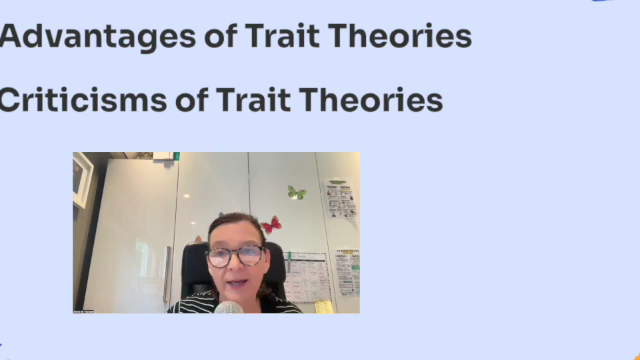 Advantages of Trait Theories
Criticisms of Trait Theories